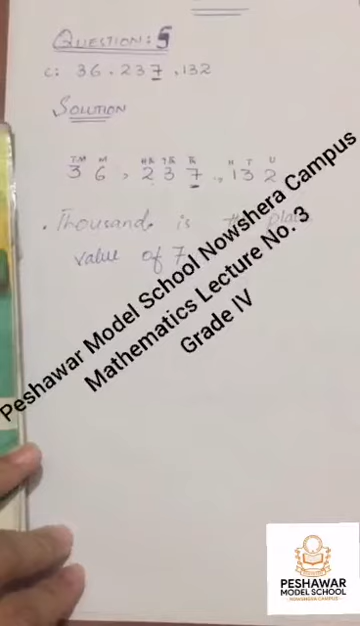 QUESTION: 5
C: 36,237,132
SOLUTION
T.M M H.Th T.Th Th H T U
3 6 , 2 3 7 , 1 3 2
. Thousand is the place
value of 7
Peshawar Model School Nowshera Campus
Mathematics Lecture No. 3
Grade IV
PESHAWAR
MODEL SCHOOL
NOWSHERA CAMPUS